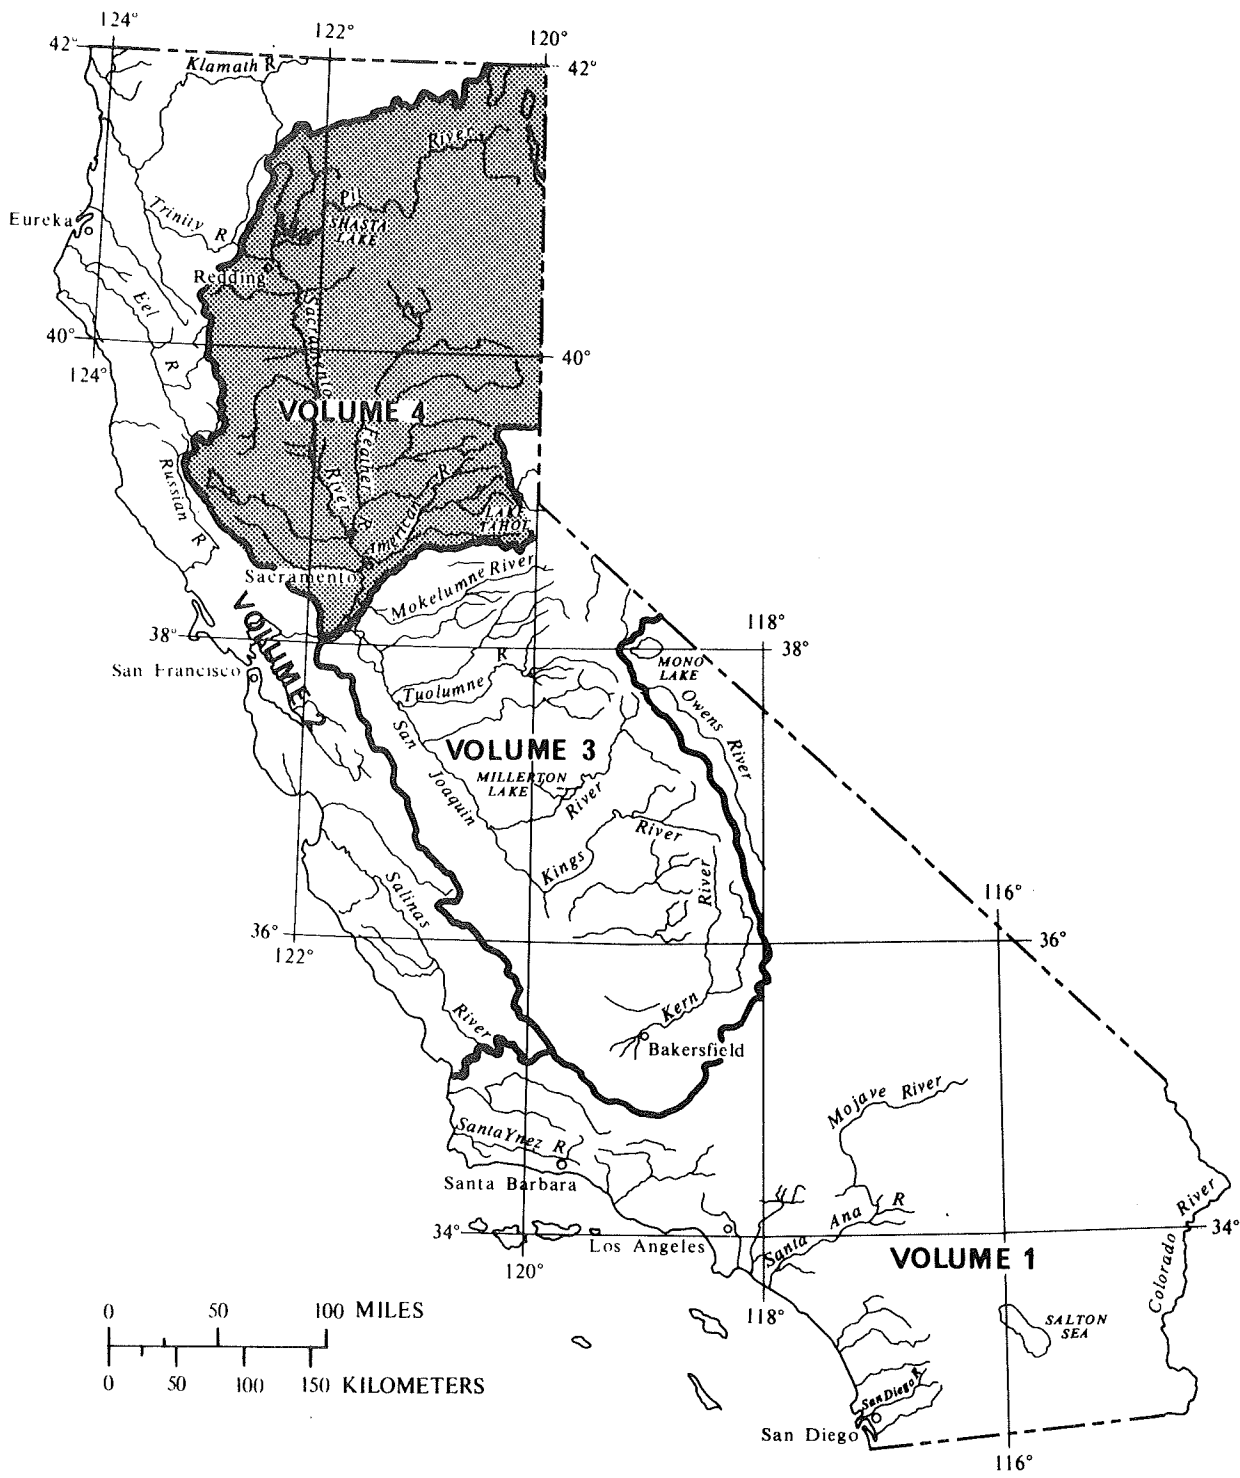 124°
122°
120°
42°
42°
Klamath R
River
Pit
Trinity R
SHASTA
LAKE
Eureka
Redding
Eel
R
Sacramento
River
40°
40°
124°
VOLUME 4
Feather R
American R
Russian R
LAKE
TAHOE
Sacramento
Mokelumne River
VOLUME
118°
38°
38°
San Francisco
MONO
LAKE
R
Tuolumne
Owens River
San Joaquin
VOLUME 3
MILLERTON
LAKE
River
Kings River
River
Salinas
River
116°
36°
36°
122°
Kern
Bakersfield
Mojave River
Santa Ynez R
Santa Barbara
River
Colorado
Santa Ana R
34°
34°
Los Angeles
VOLUME 1
120°
118°
0 50 100 MILES
0 50 100 150 KILOMETERS
SALTON
SEA
San Diego R
San Diego
116°